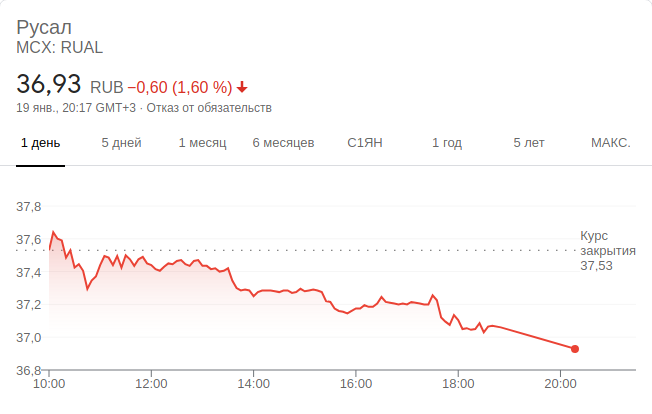 Русал
MCX: RUAL
36,93 RUB −0,60 (1,60 %)
19 янв., 20:17 GMT+3 · Отказ от обязательств
1 день 5 дней 1 месяц 6 месяцев С1ЯН 1 год 5 лет МАКС.
37,8
37,6
37,4
37,2
37,0
36,8
Курс
закрытия
37,53
10:00 12:00 14:00 16:00 18:00 20:00